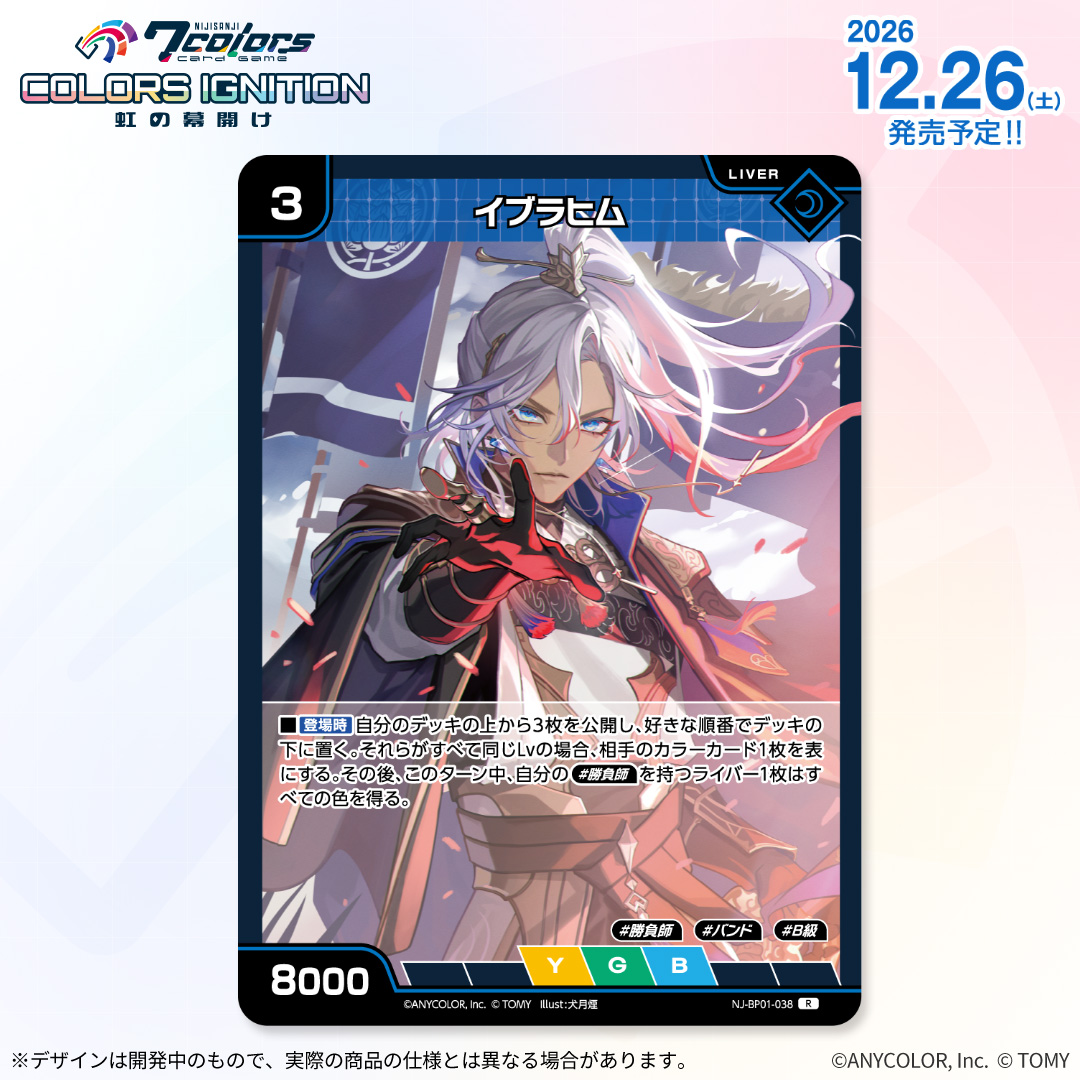 NIJISANJI
7colors
card game
COLORS IGNITION
虹の幕開け
2026
12.26(土)
発売予定!!
3
LIVER
イブラヒム
■ 登場時 自分のデッキの上から3枚を公開し、好きな順番でデッキの
下に置く。それらがすべて同じLvの場合、相手のカラーカード1枚を表
にする。その後、このターン中、自分の #勝負師 を持つライバー1枚はす
べての色を得る。
#勝負師 #バンド #B級
8000
Y G B
©ANYCOLOR, Inc. © TOMY Illust:犬月煙
NJ-BP01-038 R
※デザインは開発中のもので、実際の商品の仕様とは異なる場合があります。
©ANYCOLOR, Inc. © TOMY